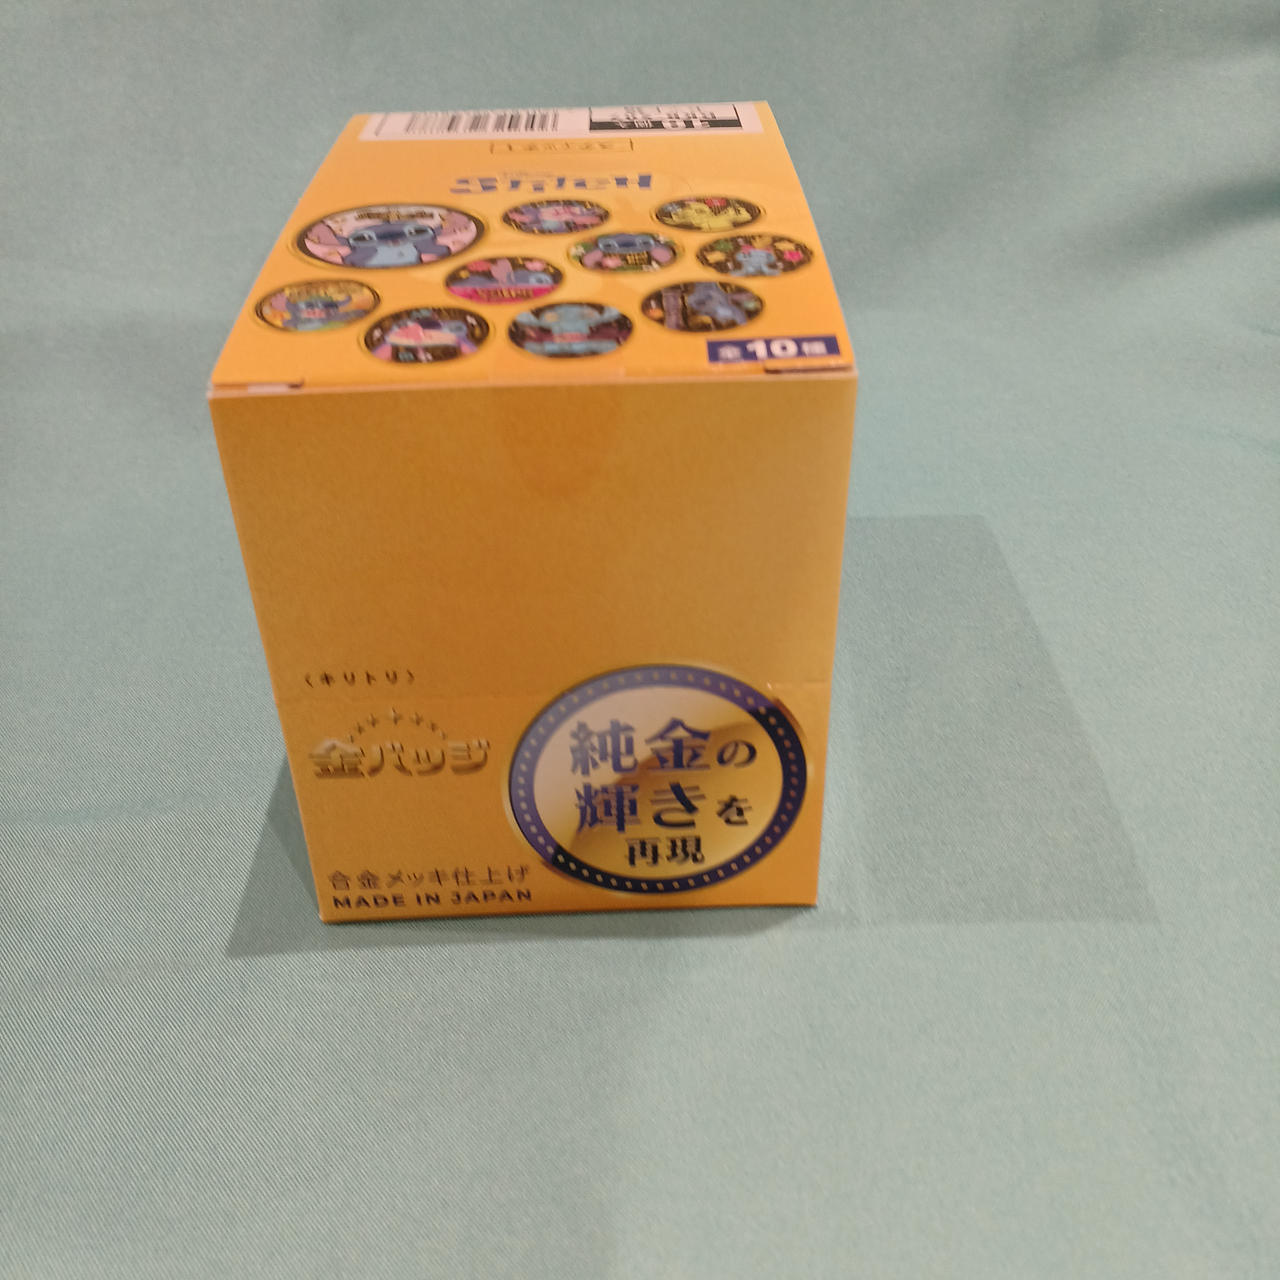 Stitch
全10種
〈キリトリ〉
金バッジ
純金の
輝きを
再現
合金メッキ仕上げ
MADE IN JAPAN